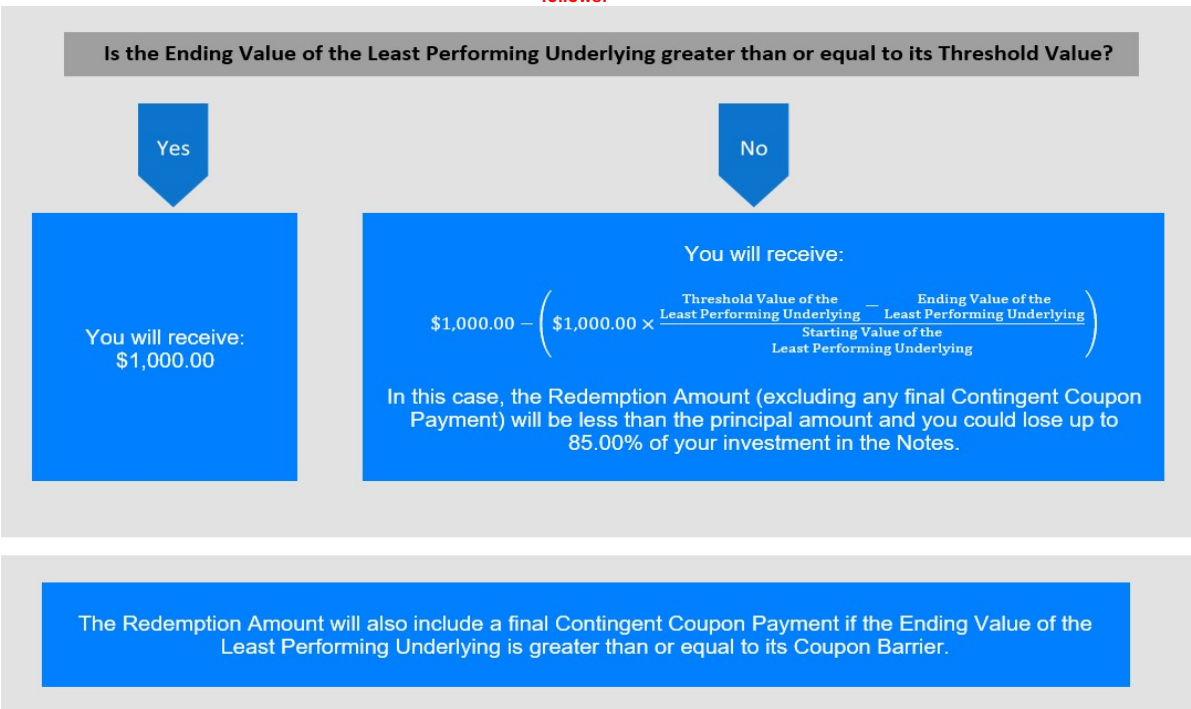 follows:
Is the Ending Value of the Least Performing Underlying greater than or equal to its Threshold Value?
Yes
No
You will receive:
$1,000.00
You will receive:
$1,000.00 − ($1,000.00 × (Threshold Value of the Least Performing Underlying − Ending Value of the Least Performing Underlying) / Starting Value of the Least Performing Underlying)
In this case, the Redemption Amount (excluding any final Contingent Coupon
Payment) will be less than the principal amount and you could lose up to
85.00% of your investment in the Notes.
The Redemption Amount will also include a final Contingent Coupon Payment if the Ending Value of the
Least Performing Underlying is greater than or equal to its Coupon Barrier.